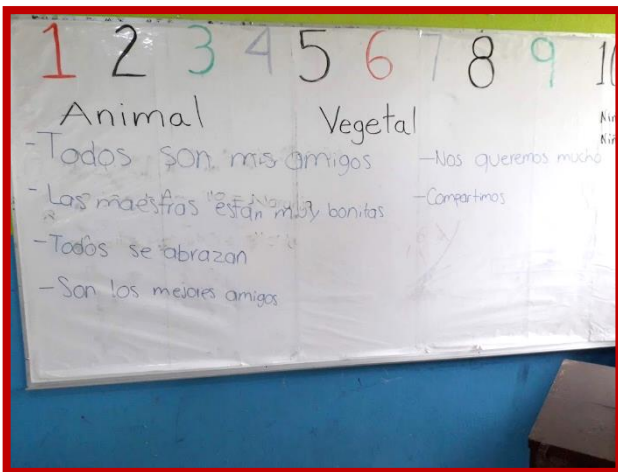 1 2 3 4 5 6 7 8 9 10
Animal Vegetal
-Todos son mis amigos
-Las maestras están muy bonitas
-Todos se abrazan
-Son los mejores amigos
-Nos queremos mucho
-Compartimos